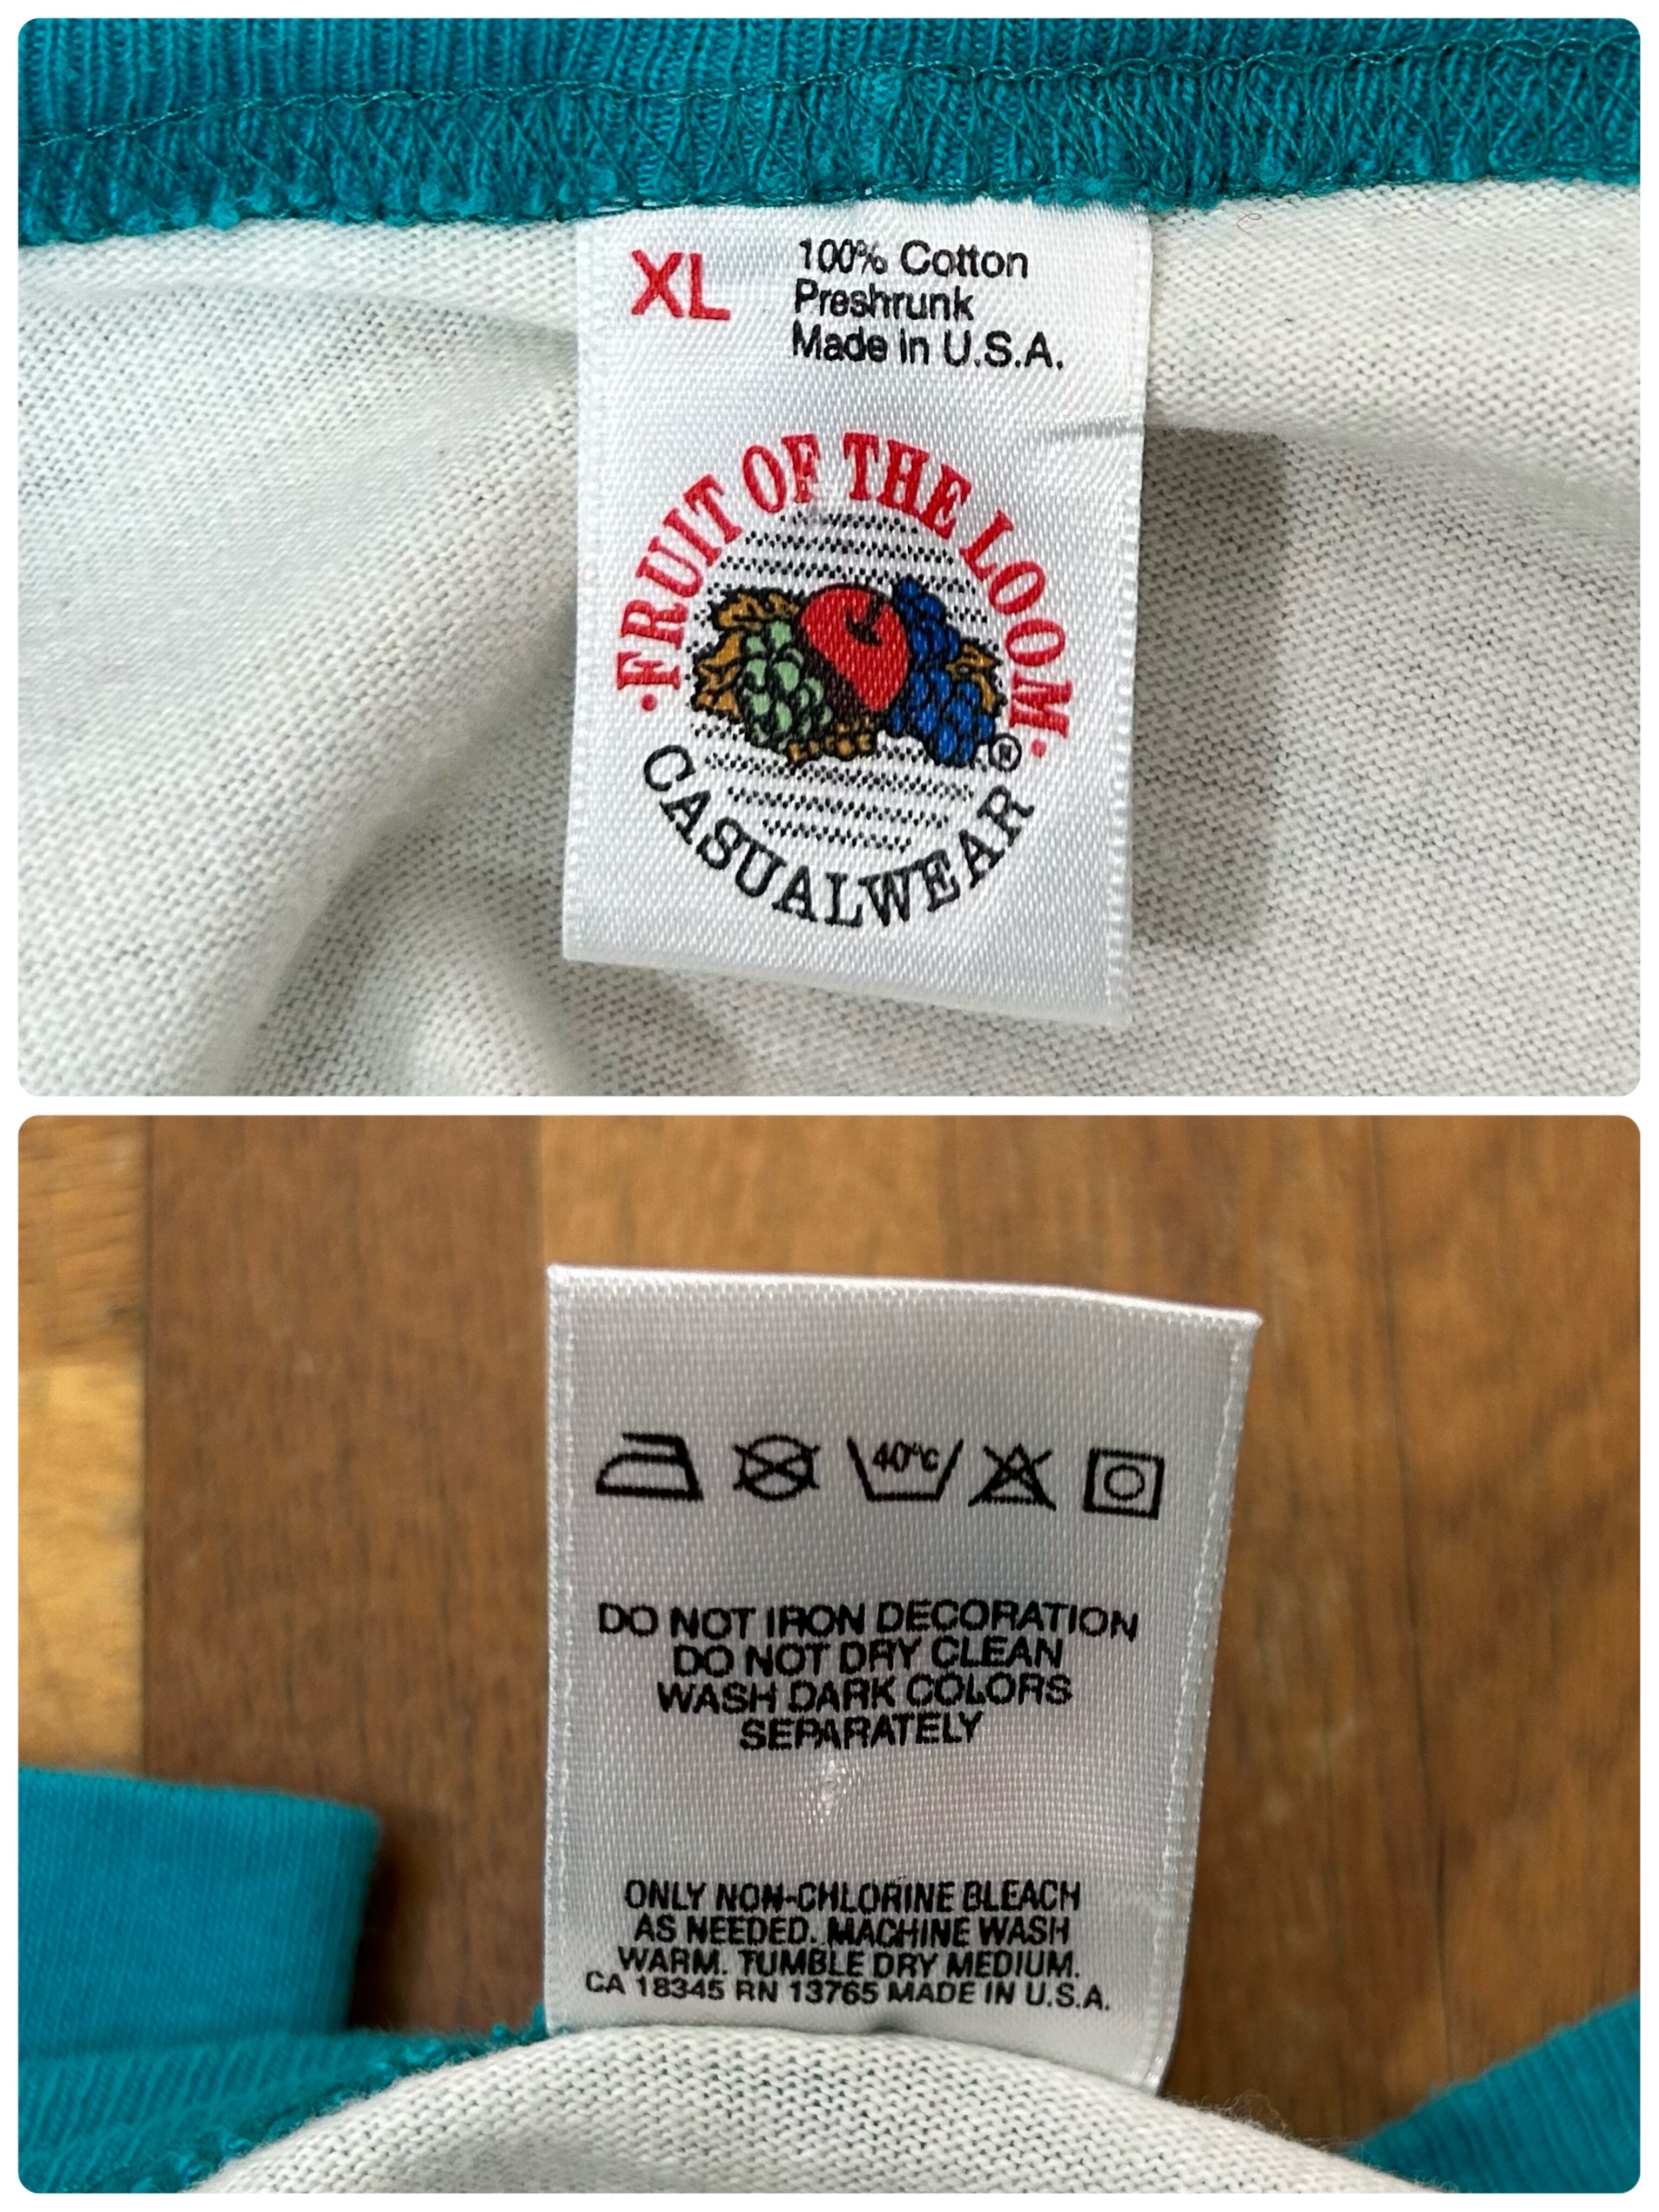 XL
100% Cotton
Preshrunk
Made in U.S.A.
•FRUIT OF THE LOOM•
®
CASUALWEAR
40°C
DO NOT IRON DECORATION
DO NOT DRY CLEAN
WASH DARK COLORS
SEPARATELY
ONLY NON-CHLORINE BLEACH
AS NEEDED. MACHINE WASH
WARM. TUMBLE DRY MEDIUM.
CA 18345 RN 13765 MADE IN U.S.A.